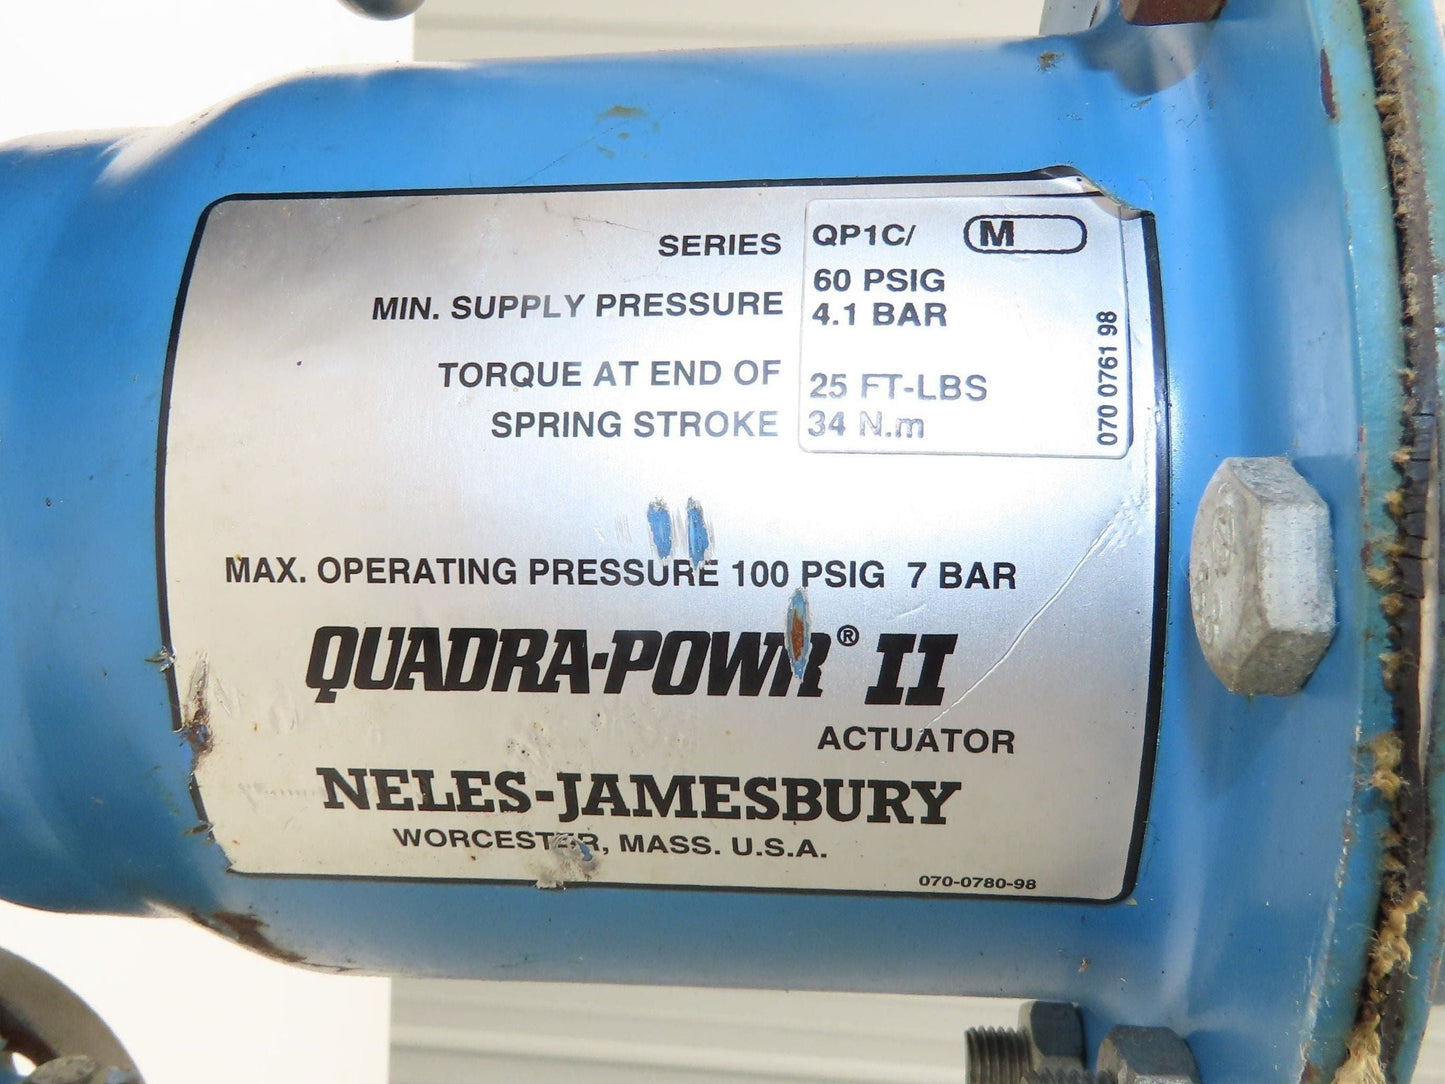 SERIES QP1C/ M
MIN. SUPPLY PRESSURE 60 PSIG
4.1 BAR
TORQUE AT END OF
SPRING STROKE 25 FT-LBS
34 N.m
070 0761 98
MAX. OPERATING PRESSURE 100 PSIG 7 BAR
QUADRA-POWR® II
ACTUATOR
NELES-JAMESBURY
WORCESTER, MASS. U.S.A.
070-0780-98